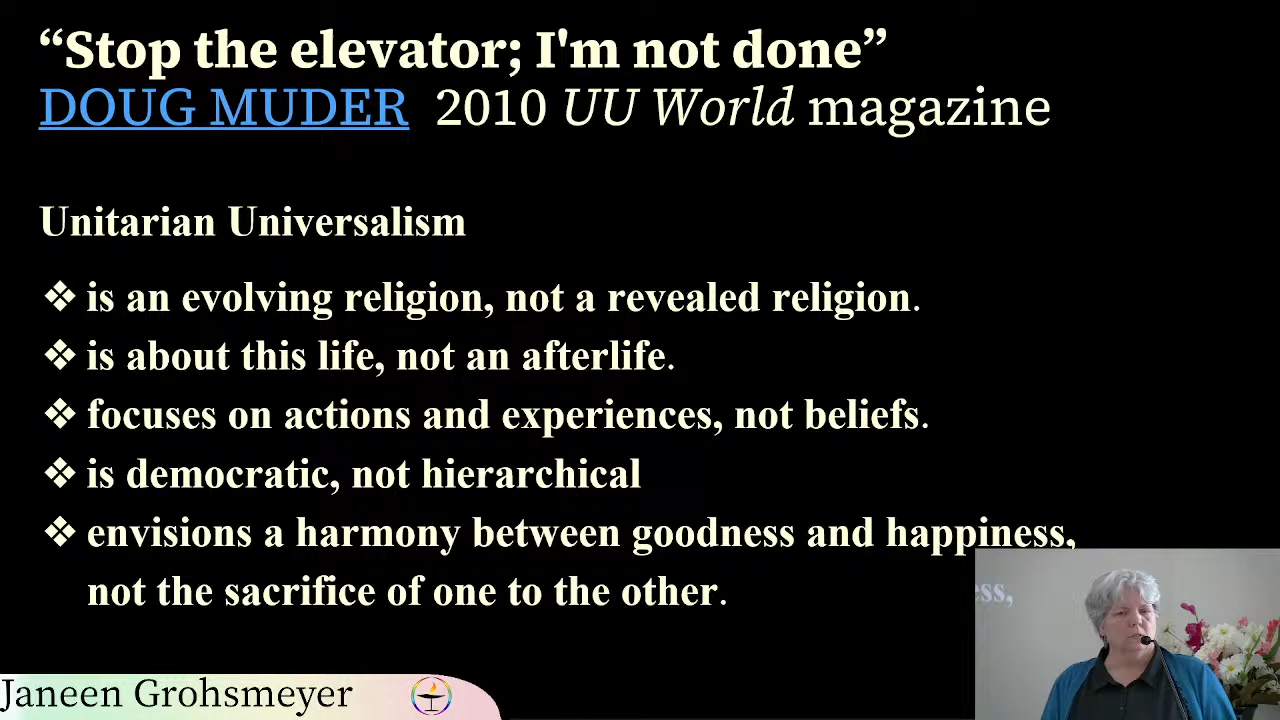 “Stop the elevator; I'm not done”
DOUG MUDER 2010 UU World magazine
Unitarian Universalism
❖ is an evolving religion, not a revealed religion.
❖ is about this life, not an afterlife.
❖ focuses on actions and experiences, not beliefs.
❖ is democratic, not hierarchical
❖ envisions a harmony between goodness and happiness,
not the sacrifice of one to the other.
ess,
Janeen Grohsmeyer